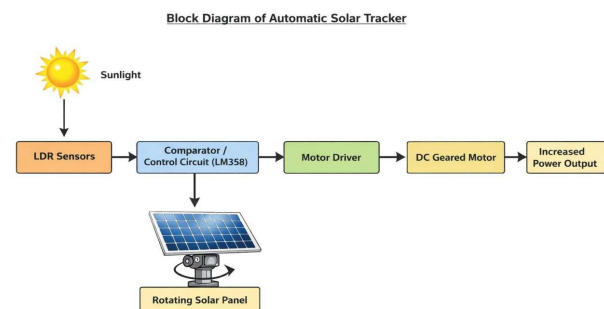 Block Diagram of Automatic Solar Tracker
Sunlight
LDR Sensors
Comparator /
Control Circuit (LM358)
Motor Driver
DC Geared Motor
Increased
Power Output
Rotating Solar Panel